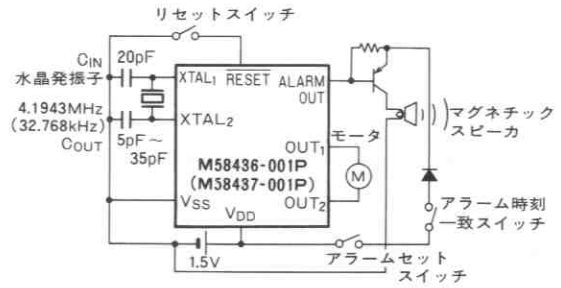 リセットスイッチ
CIN
20pF
水晶発振子
XTAL1
RESET
ALARM
OUT
4.1943MHz
(32.768kHz)
COUT
XTAL2
5pF～
35pF
マグネチック
スピーカ
モータ
OUT1
M58436-001P
(M58437-001P)
M
OUT2
VSS
VDD
アラーム時刻
一致スイッチ
1.5V
アラームセット
スイッチ